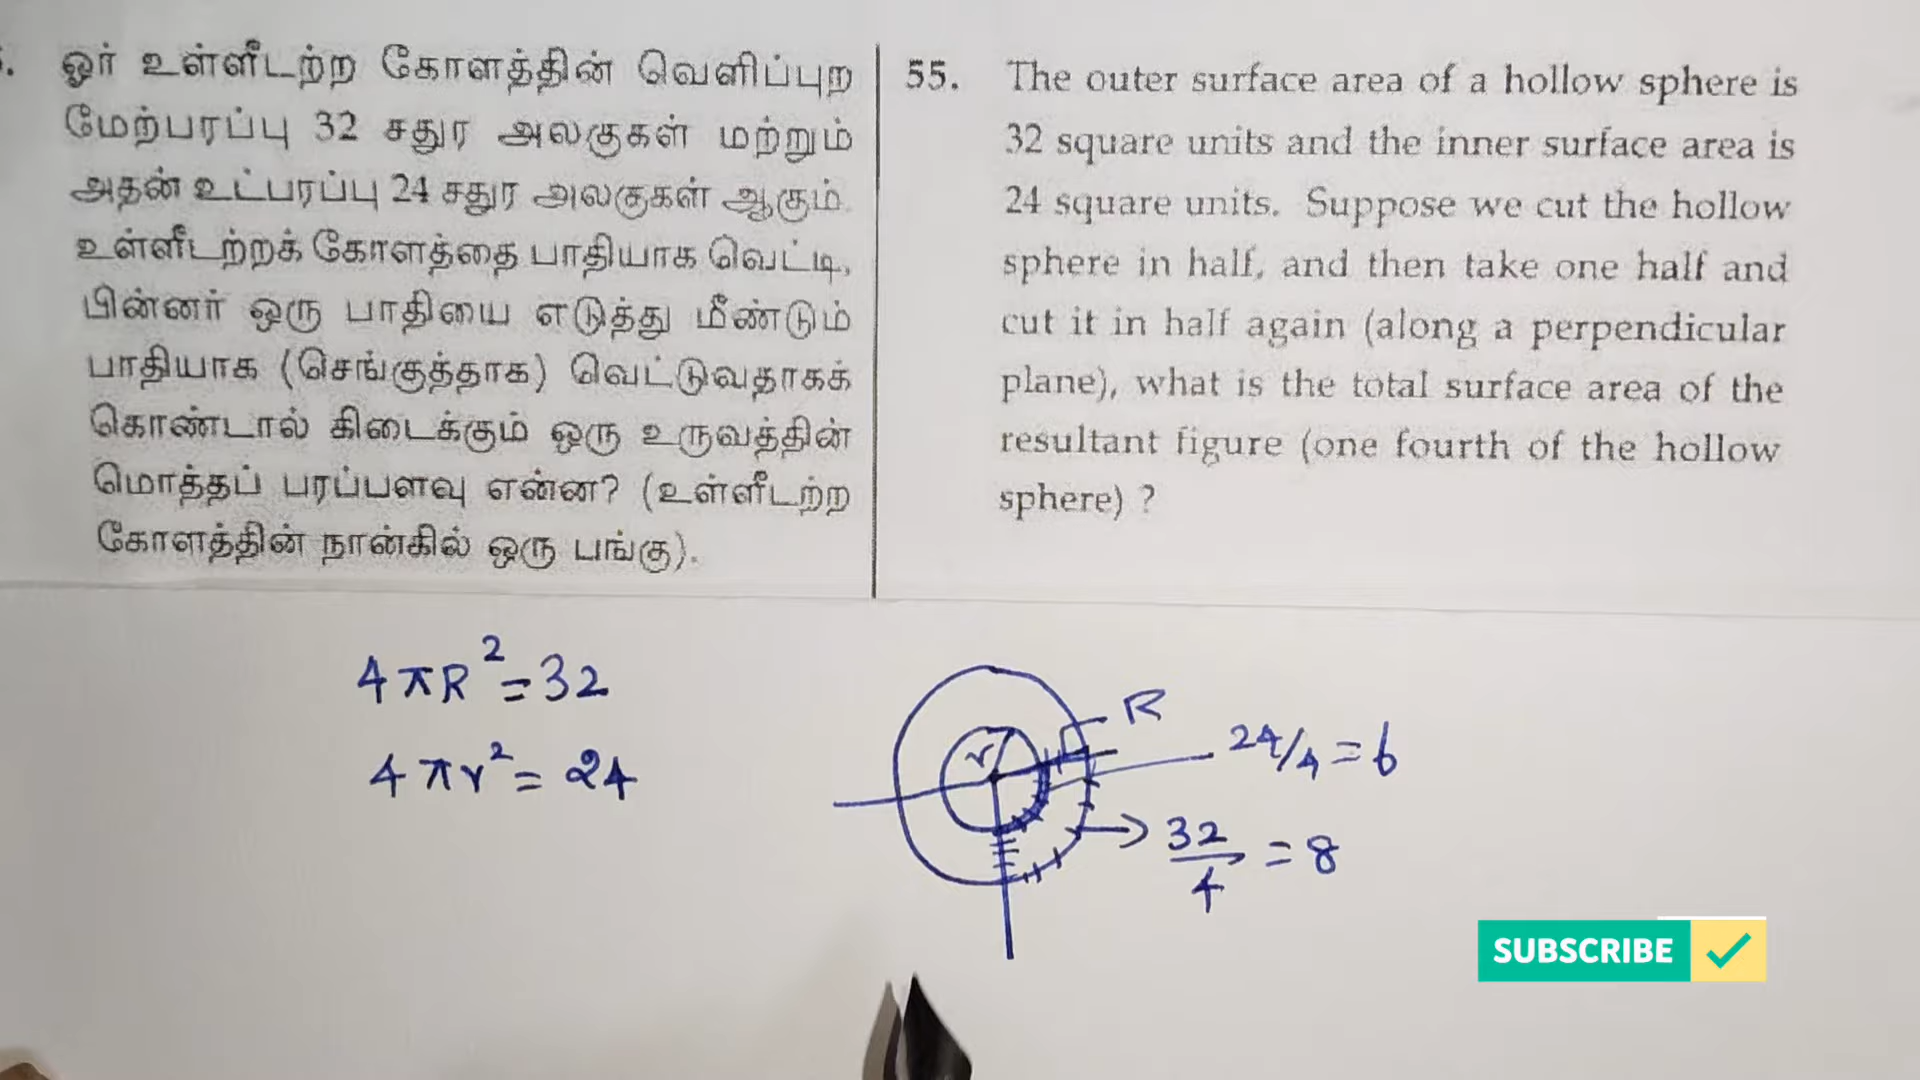 ஓர் உள்ளீடற்ற கோளத்தின் வெளிப்புற
மேற்பரப்பு 32 சதுர அலகுகள் மற்றும்
அதன் உட்பரப்பு 24 சதுர அலகுகள் ஆகும்.
உள்ளீடற்றக் கோளத்தை பாதியாக வெட்டி,
பின்னர் ஒரு பாதியை எடுத்து மீண்டும்
பாதியாக (செங்குத்தாக) வெட்டுவதாகக்
கொண்டால் கிடைக்கும் ஒரு உருவத்தின்
மொத்தப் பரப்பளவு என்ன? (உள்ளீடற்ற
கோளத்தின் நான்கில் ஒரு பங்கு).
55. The outer surface area of a hollow sphere is
32 square units and the inner surface area is
24 square units. Suppose we cut the hollow
sphere in half, and then take one half and
cut it in half again (along a perpendicular
plane), what is the total surface area of the
resultant figure (one fourth of the hollow
sphere) ?
4πR² = 32
4πr² = 24
R
r
24/4 = 6
32/4 = 8
SUBSCRIBE